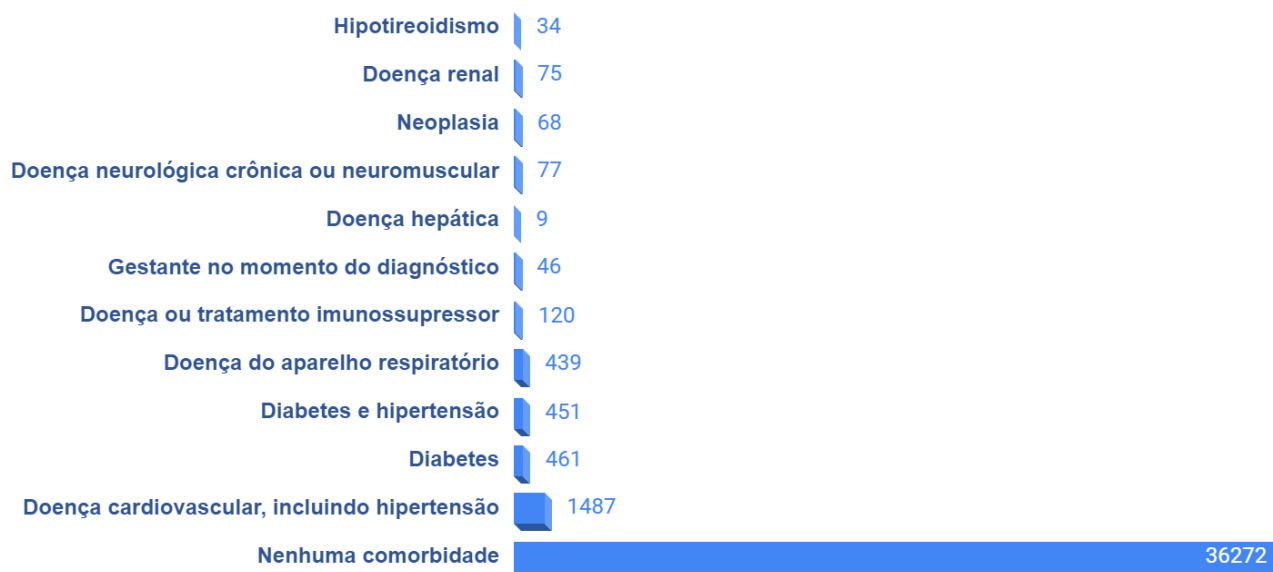 Hipotireoidismo 34
Doença renal 75
Neoplasia 68
Doença neurológica crônica ou neuromuscular 77
Doença hepática 9
Gestante no momento do diagnóstico 46
Doença ou tratamento imunossupressor 120
Doença do aparelho respiratório 439
Diabetes e hipertensão 451
Diabetes 461
Doença cardiovascular, incluindo hipertensão 1487
Nenhuma comorbidade 36272